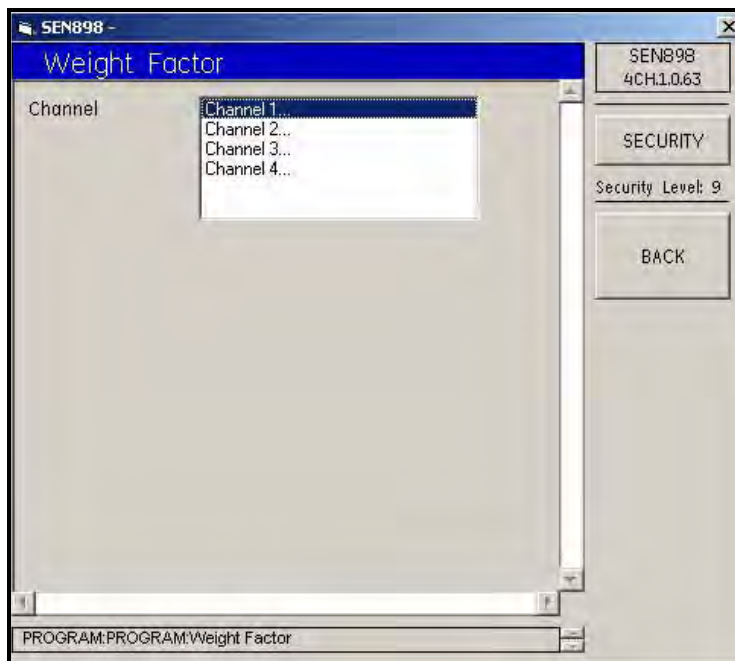 SEN898 -
Weight Factor
Channel
Channel 1...
Channel 2...
Channel 3...
Channel 4...
SEN898
4CH.1.0.63
SECURITY
Security Level: 9
BACK
PROGRAM:PROGRAM:Weight Factor